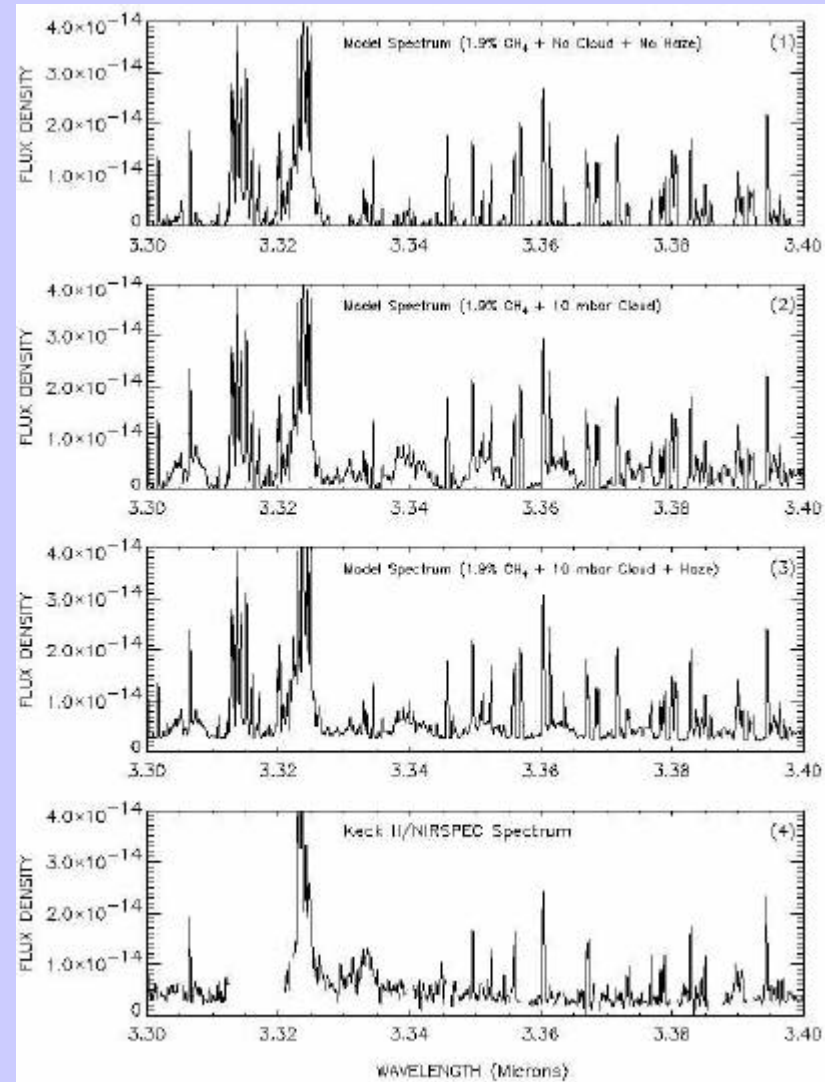 4.0×10⁻¹⁴
Model Spectrum (1.9% CH₄ + No Cloud + No Haze) (1)
3.0×10⁻¹⁴
2.0×10⁻¹⁴
1.0×10⁻¹⁴
0
FLUX DENSITY
3.30 3.32 3.34 3.36 3.38 3.40
4.0×10⁻¹⁴
Model Spectrum (1.9% CH₄ + 10 mbar Cloud) (2)
3.0×10⁻¹⁴
2.0×10⁻¹⁴
1.0×10⁻¹⁴
0
FLUX DENSITY
3.30 3.32 3.34 3.36 3.38 3.40
4.0×10⁻¹⁴
Model Spectrum (1.9% CH₄ + 10 mbar Cloud + Haze) (3)
3.0×10⁻¹⁴
2.0×10⁻¹⁴
1.0×10⁻¹⁴
0
FLUX DENSITY
3.30 3.32 3.34 3.36 3.38 3.40
4.0×10⁻¹⁴
Keck II/NIRSPEC Spectrum (4)
3.0×10⁻¹⁴
2.0×10⁻¹⁴
1.0×10⁻¹⁴
0
FLUX DENSITY
3.30 3.32 3.34 3.36 3.38 3.40
WAVELENGTH (Microns)